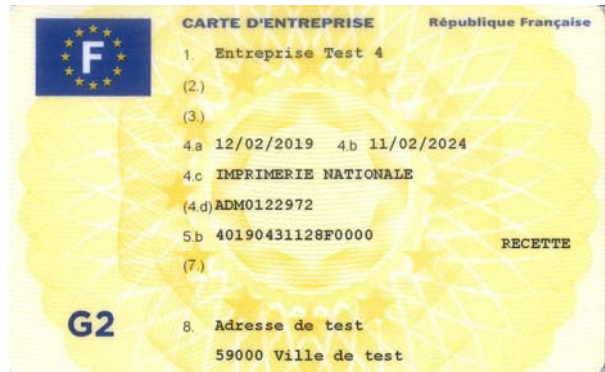 CARTE D'ENTREPRISE République Française
F
1. Entreprise Test 4
(2.)
(3.)
4.a 12/02/2019 4.b 11/02/2024
4.c IMPRIMERIE NATIONALE
(4.d) ADM0122972
5.b 40190431128F0000
RECETTE
(7.)
G2
8. Adresse de test
59000 Ville de test